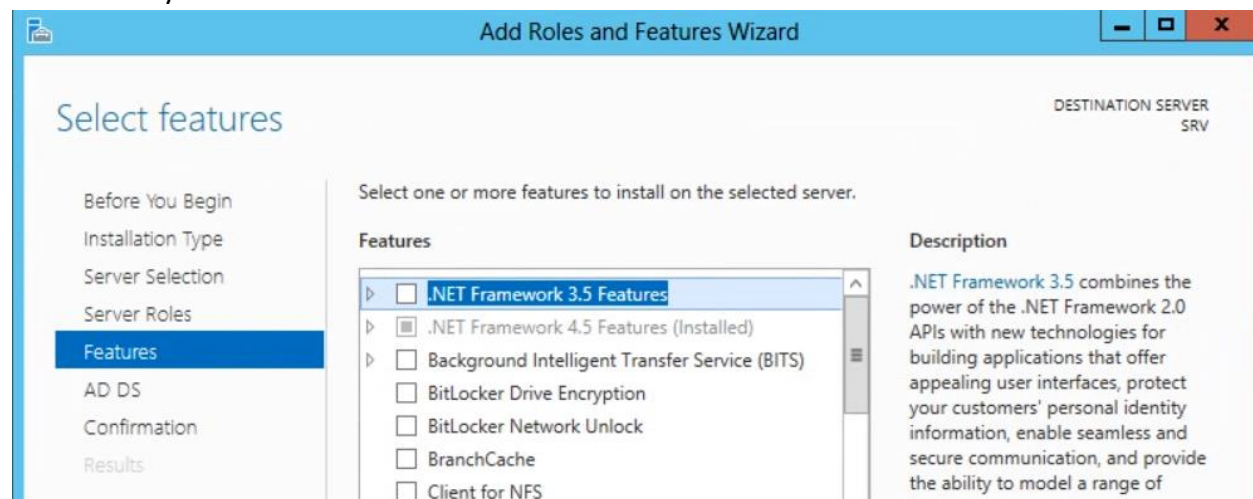 Add Roles and Features Wizard
Select features
DESTINATION SERVER
SRV
Before You Begin
Installation Type
Server Selection
Server Roles
Features
AD DS
Confirmation
Results
Select one or more features to install on the selected server.
Features
.NET Framework 3.5 Features
.NET Framework 4.5 Features (Installed)
Background Intelligent Transfer Service (BITS)
BitLocker Drive Encryption
BitLocker Network Unlock
BranchCache
Client for NFS
Description
.NET Framework 3.5 combines the
power of the .NET Framework 2.0
APIs with new technologies for
building applications that offer
appealing user interfaces, protect
your customers' personal identity
information, enable seamless and
secure communication, and provide
the ability to model a range of